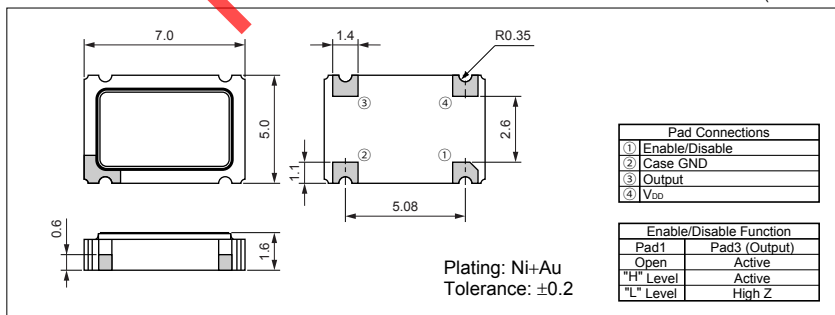 7.0
1.4
R0.35
5.0
③
④
②
①
2.6
1.1
5.08
0.6
1.6
Plating: Ni+Au
Tolerance: ±0.2
Pad Connections
① Enable/Disable
② Case GND
③ Output
④ VDD
Enable/Disable Function
Pad1 Pad3 (Output)
Open Active
"H" Level Active
"L" Level High Z